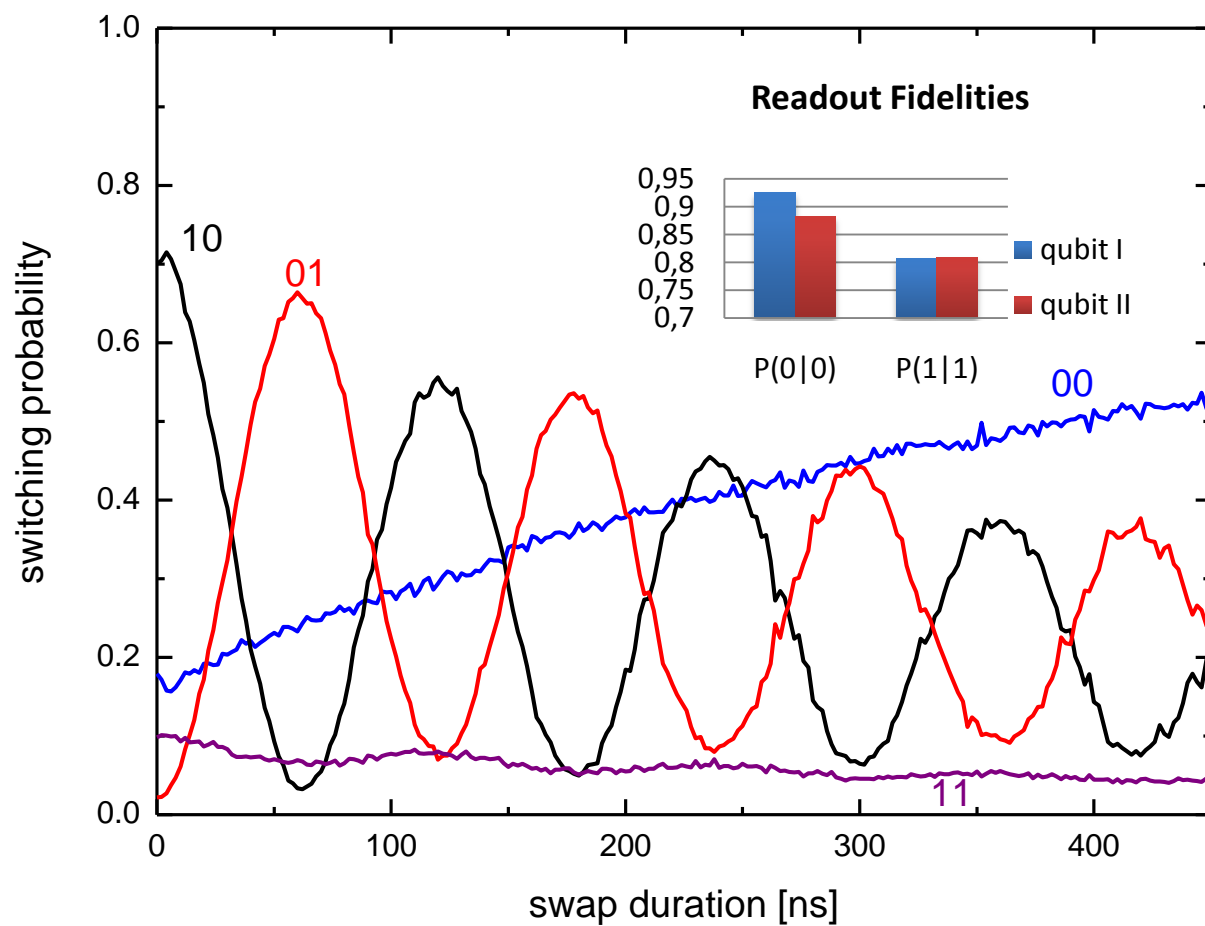 1.0
Readout Fidelities
0,95
0,9
0,85
0,8
0,75
0,7
qubit I
qubit II
P(0|0) P(1|1)
0.8
0.6
0.4
0.2
0.0
switching probability
10
01
00
11
0 100 200 300 400
swap duration [ns]